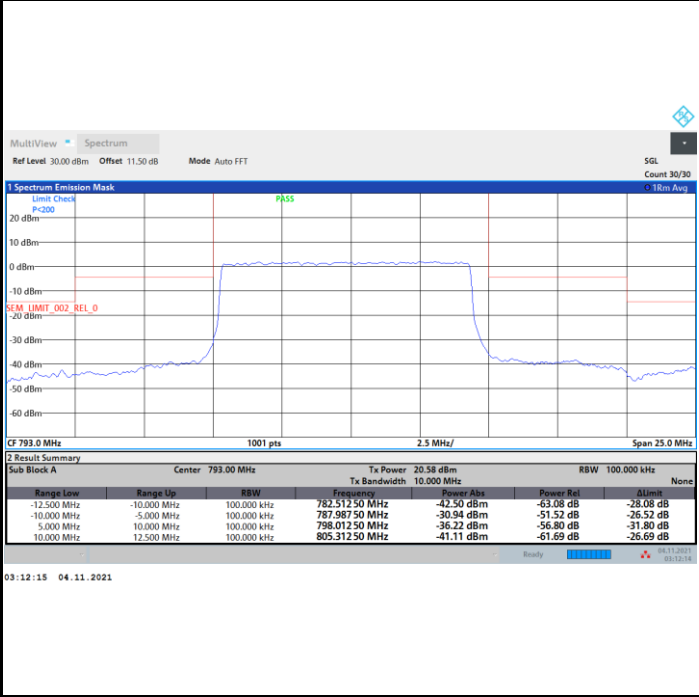 MultiView Spectrum
Ref Level 30.00 dBm Offset 11.50 dB Mode Auto FFT SGL
Count 30/30
1 Spectrum Emission Mask 1Rm Avg
Limit Check PASS
P<200
20 dBm
10 dBm
0 dBm
-10 dBm
SEM_LIMIT_002_REL_0
-20 dBm
-30 dBm
-40 dBm
-50 dBm
-60 dBm
CF 793.0 MHz 1001 pts 2.5 MHz/ Span 25.0 MHz
2 Result Summary
Sub Block A Center 793.00 MHz Tx Power 20.58 dBm RBW 100.000 kHz
Tx Bandwidth 10.000 MHz None
Range Low Range Up RBW Frequency Power Abs Power Rel ΔLimit
-12.500 MHz -10.000 MHz 100.000 kHz 782.51250 MHz -42.50 dBm -63.08 dB -28.08 dB
-10.000 MHz -5.000 MHz 100.000 kHz 787.98750 MHz -30.94 dBm -51.52 dB -26.52 dB
5.000 MHz 10.000 MHz 100.000 kHz 798.01250 MHz -36.22 dBm -56.80 dB -31.80 dB
10.000 MHz 12.500 MHz 100.000 kHz 805.31250 MHz -41.11 dBm -61.69 dB -26.69 dB
Ready 04.11.2021
03:12:14
03:12:15 04.11.2021